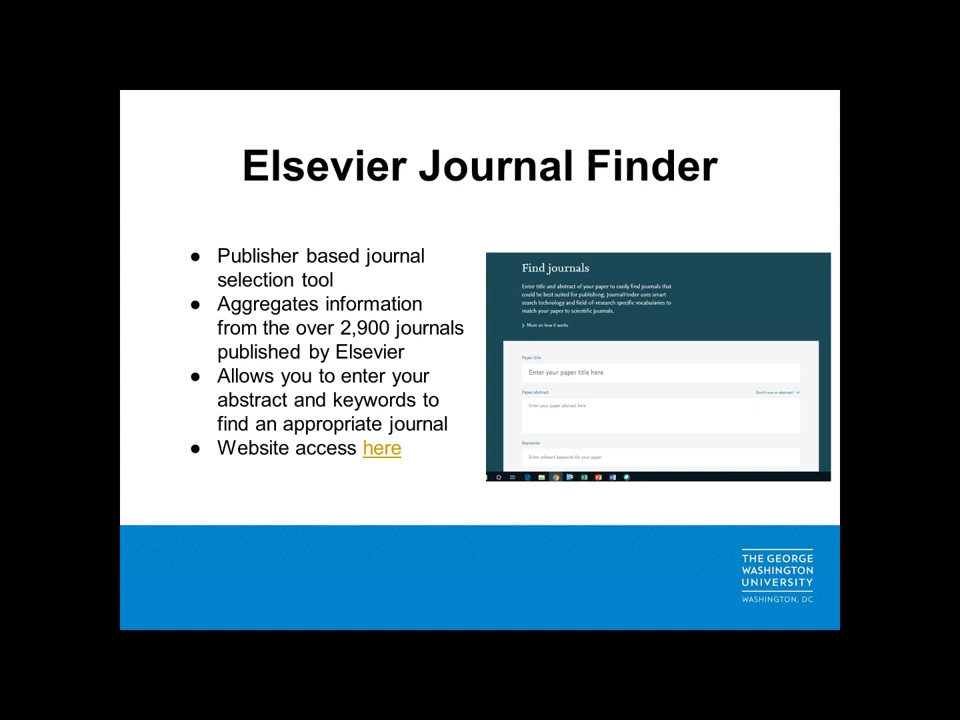 Elsevier Journal Finder
● Publisher based journal
selection tool
● Aggregates information
from the over 2,900 journals
published by Elsevier
● Allows you to enter your
abstract and keywords to
find an appropriate journal
● Website access here
Find journals
Enter title and abstract of your paper to easily find journals that
could be best suited for publishing. JournalFinder uses smart
search technology and field-of-research specific vocabularies to
match your paper to scientific journals.
❯ More on how it works
Paper title
Enter your paper title here
Paper abstract
Don't have an abstract?
Enter your paper abstract here
Keywords
Enter relevant keywords for your paper
THE GEORGE
WASHINGTON
UNIVERSITY
WASHINGTON, DC